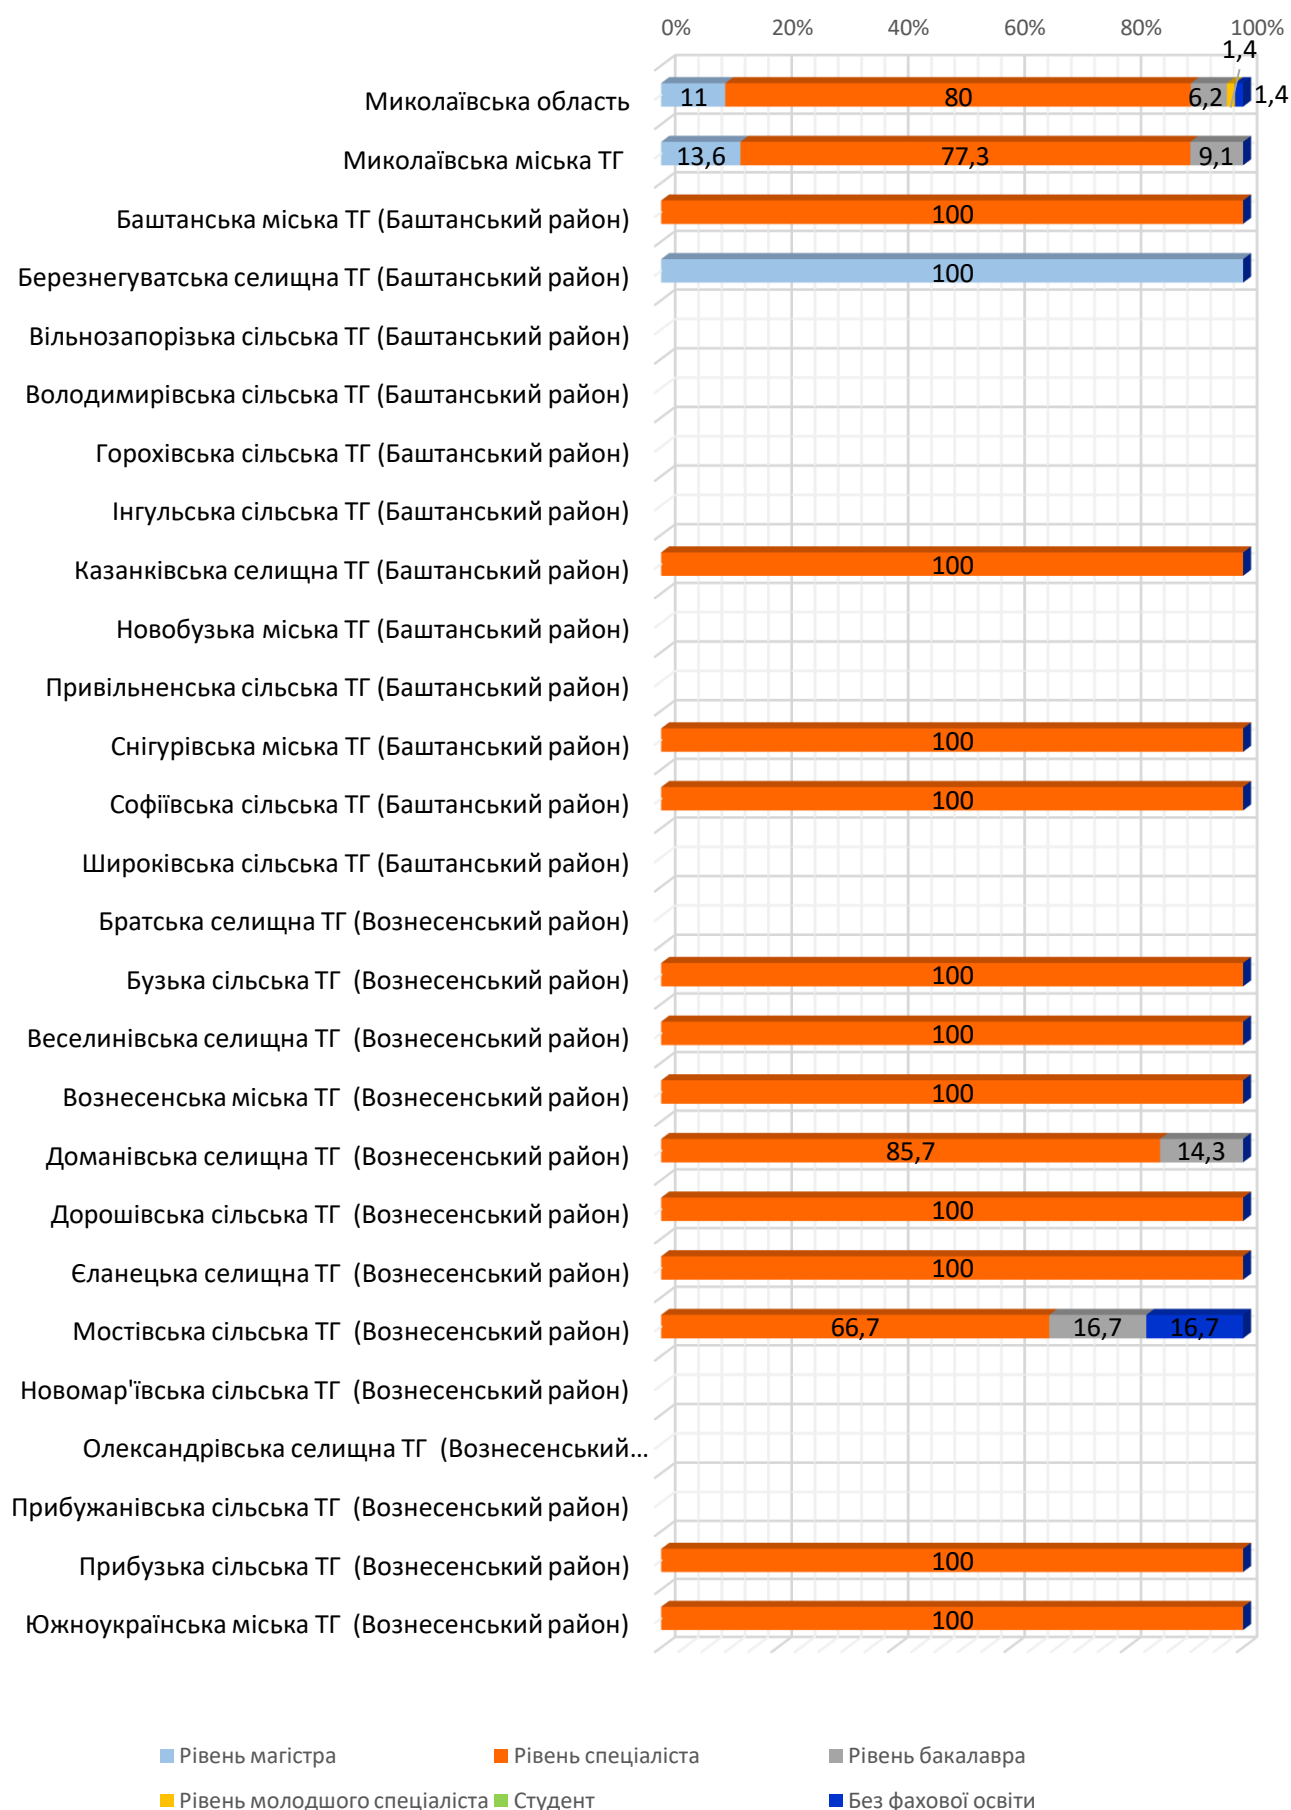 0% 20% 40% 60% 80% 100%
1,4
Миколаївська область 11 80 6,2 1,4
Миколаївська міська ТГ 13,6 77,3 9,1
Баштанська міська ТГ (Баштанський район) 100
Березнегуватська селищна ТГ (Баштанський район) 100
Вільнозапорізька сільська ТГ (Баштанський район)
Володимирівська сільська ТГ (Баштанський район)
Горохівська сільська ТГ (Баштанський район)
Інгульська сільська ТГ (Баштанський район)
Казанківська селищна ТГ (Баштанський район) 100
Новобузька міська ТГ (Баштанський район)
Привільненська сільська ТГ (Баштанський район)
Снігурівська міська ТГ (Баштанський район) 100
Софіївська сільська ТГ (Баштанський район) 100
Широківська сільська ТГ (Баштанський район)
Братська селищна ТГ (Вознесенський район)
Бузька сільська ТГ (Вознесенський район) 100
Веселинівська селищна ТГ (Вознесенський район) 100
Вознесенська міська ТГ (Вознесенський район) 100
Доманівська селищна ТГ (Вознесенський район) 85,7 14,3
Дорошівська сільська ТГ (Вознесенський район) 100
Єланецька селищна ТГ (Вознесенський район) 100
Мостівська сільська ТГ (Вознесенський район) 66,7 16,7 16,7
Новомар'ївська сільська ТГ (Вознесенський район)
Олександрівська селищна ТГ (Вознесенський…
Прибужанівська сільська ТГ (Вознесенський район)
Прибузька сільська ТГ (Вознесенський район) 100
Южноукраїнська міська ТГ (Вознесенський район) 100
Рівень магістра Рівень спеціаліста Рівень бакалавра
Рівень молодшого спеціаліста Студент Без фахової освіти